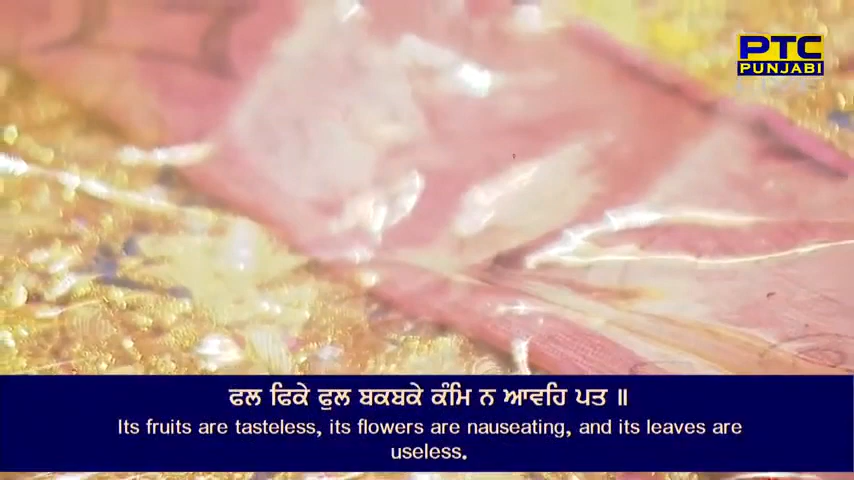 PTC
PUNJABI
ਫਲ ਫਿਕੇ ਫੁਲ ਬਕਬਕੇ ਕੰਮਿ ਨ ਆਵਹਿ ਪਤ ॥
Its fruits are tasteless, its flowers are nauseating, and its leaves are
useless.